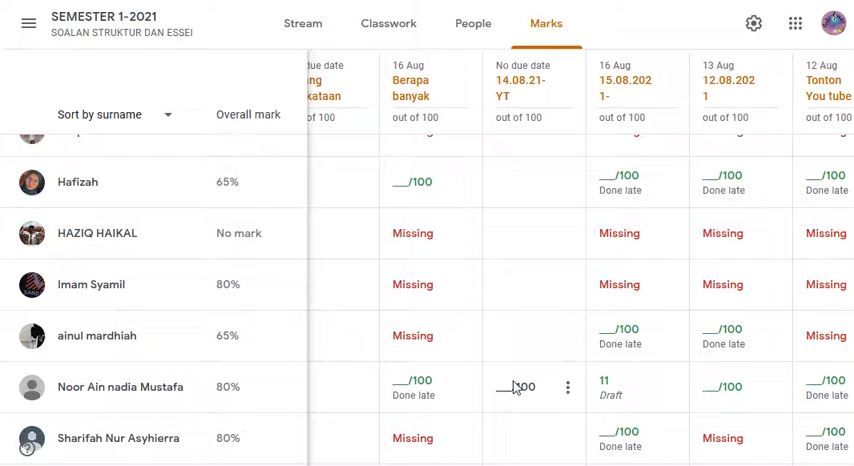 SEMESTER 1-2021
SOALAN STRUKTUR DAN ESSEI
Stream Classwork People Marks
due date 16 Aug No due date 16 Aug 13 Aug 12 Aug
Berapa 14.08.21- 15.08.202 12.08.202 Tonton
kataan banyak YT 1- 1 You tube
Sort by surname Overall mark of 100 out of 100 out of 100 out of 100 out of 100 out of 100
Hafizah 65% __/100 __/100 __/100 __/100
Done late Done late Done late
HAZIQ HAIKAL No mark Missing Missing Missing Missing
Imam Syamil 80% Missing Missing Missing Missing
ainul mardhiah 65% Missing __/100 __/100 Missing
Done late Done late
Noor Ain nadia Mustafa 80% __/100 11 __/100 __/100
Done late Draft Done late
Sharifah Nur Asyhierra 80% Missing __/100 Missing __/100
Done late Done late